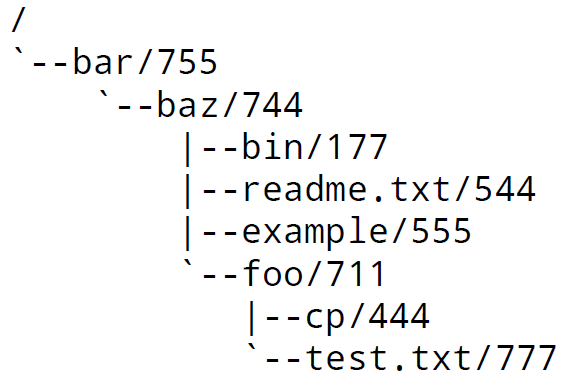 /
`--bar/755
    `--baz/744
        |--bin/177
        |--readme.txt/544
        |--example/555
        `--foo/711
           |--cp/444
           `--test.txt/777